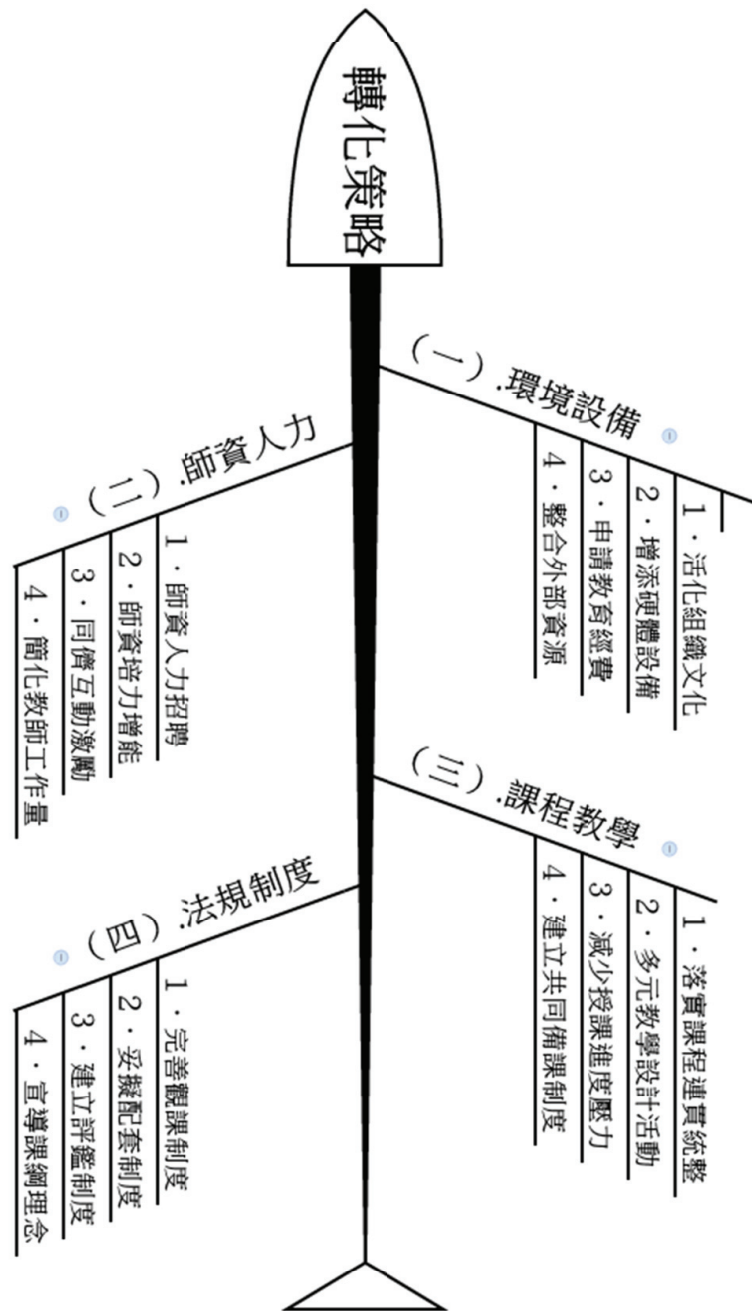 轉化策略
(一).環境設備
1.活化組織文化
2.增添硬體設備
3.申請教育經費
4.整合外部資源
(二).師資人力
1.師資人力招聘
2.師資培力增能
3.同儕互動激勵
4.簡化教師工作量
(三).課程教學
1.落實課程連貫統整
2.多元教學設計活動
3.減少授課進度壓力
4.建立共同備課制度
(四).法規制度
1.完善觀課制度
2.妥擬配套制度
3.建立評鑑制度
4.宣導課綱理念